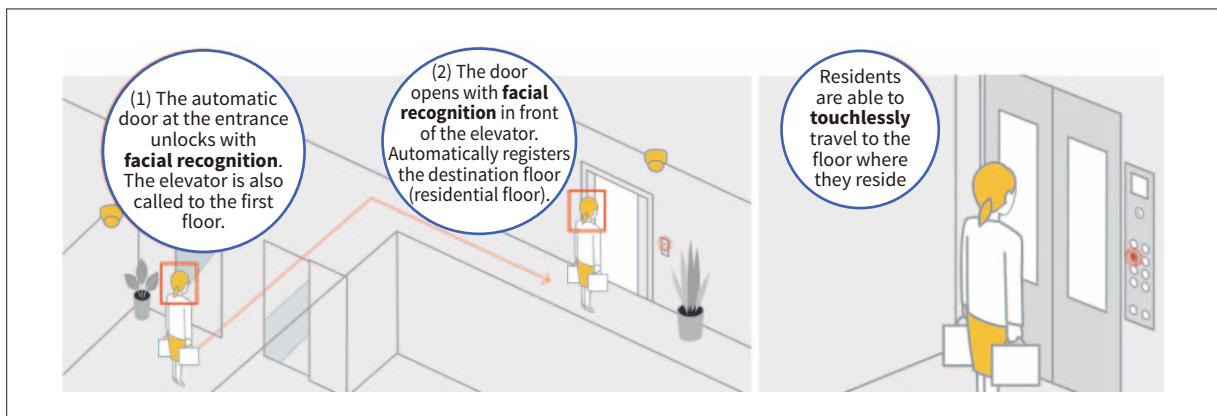 (1) The automatic
door at the entrance
unlocks with
facial recognition.
The elevator is also
called to the first
floor.
(2) The door
opens with facial
recognition in front
of the elevator.
Automatically registers
the destination floor
(residential floor).
Residents
are able to
touchlessly
travel to the
floor where
they reside